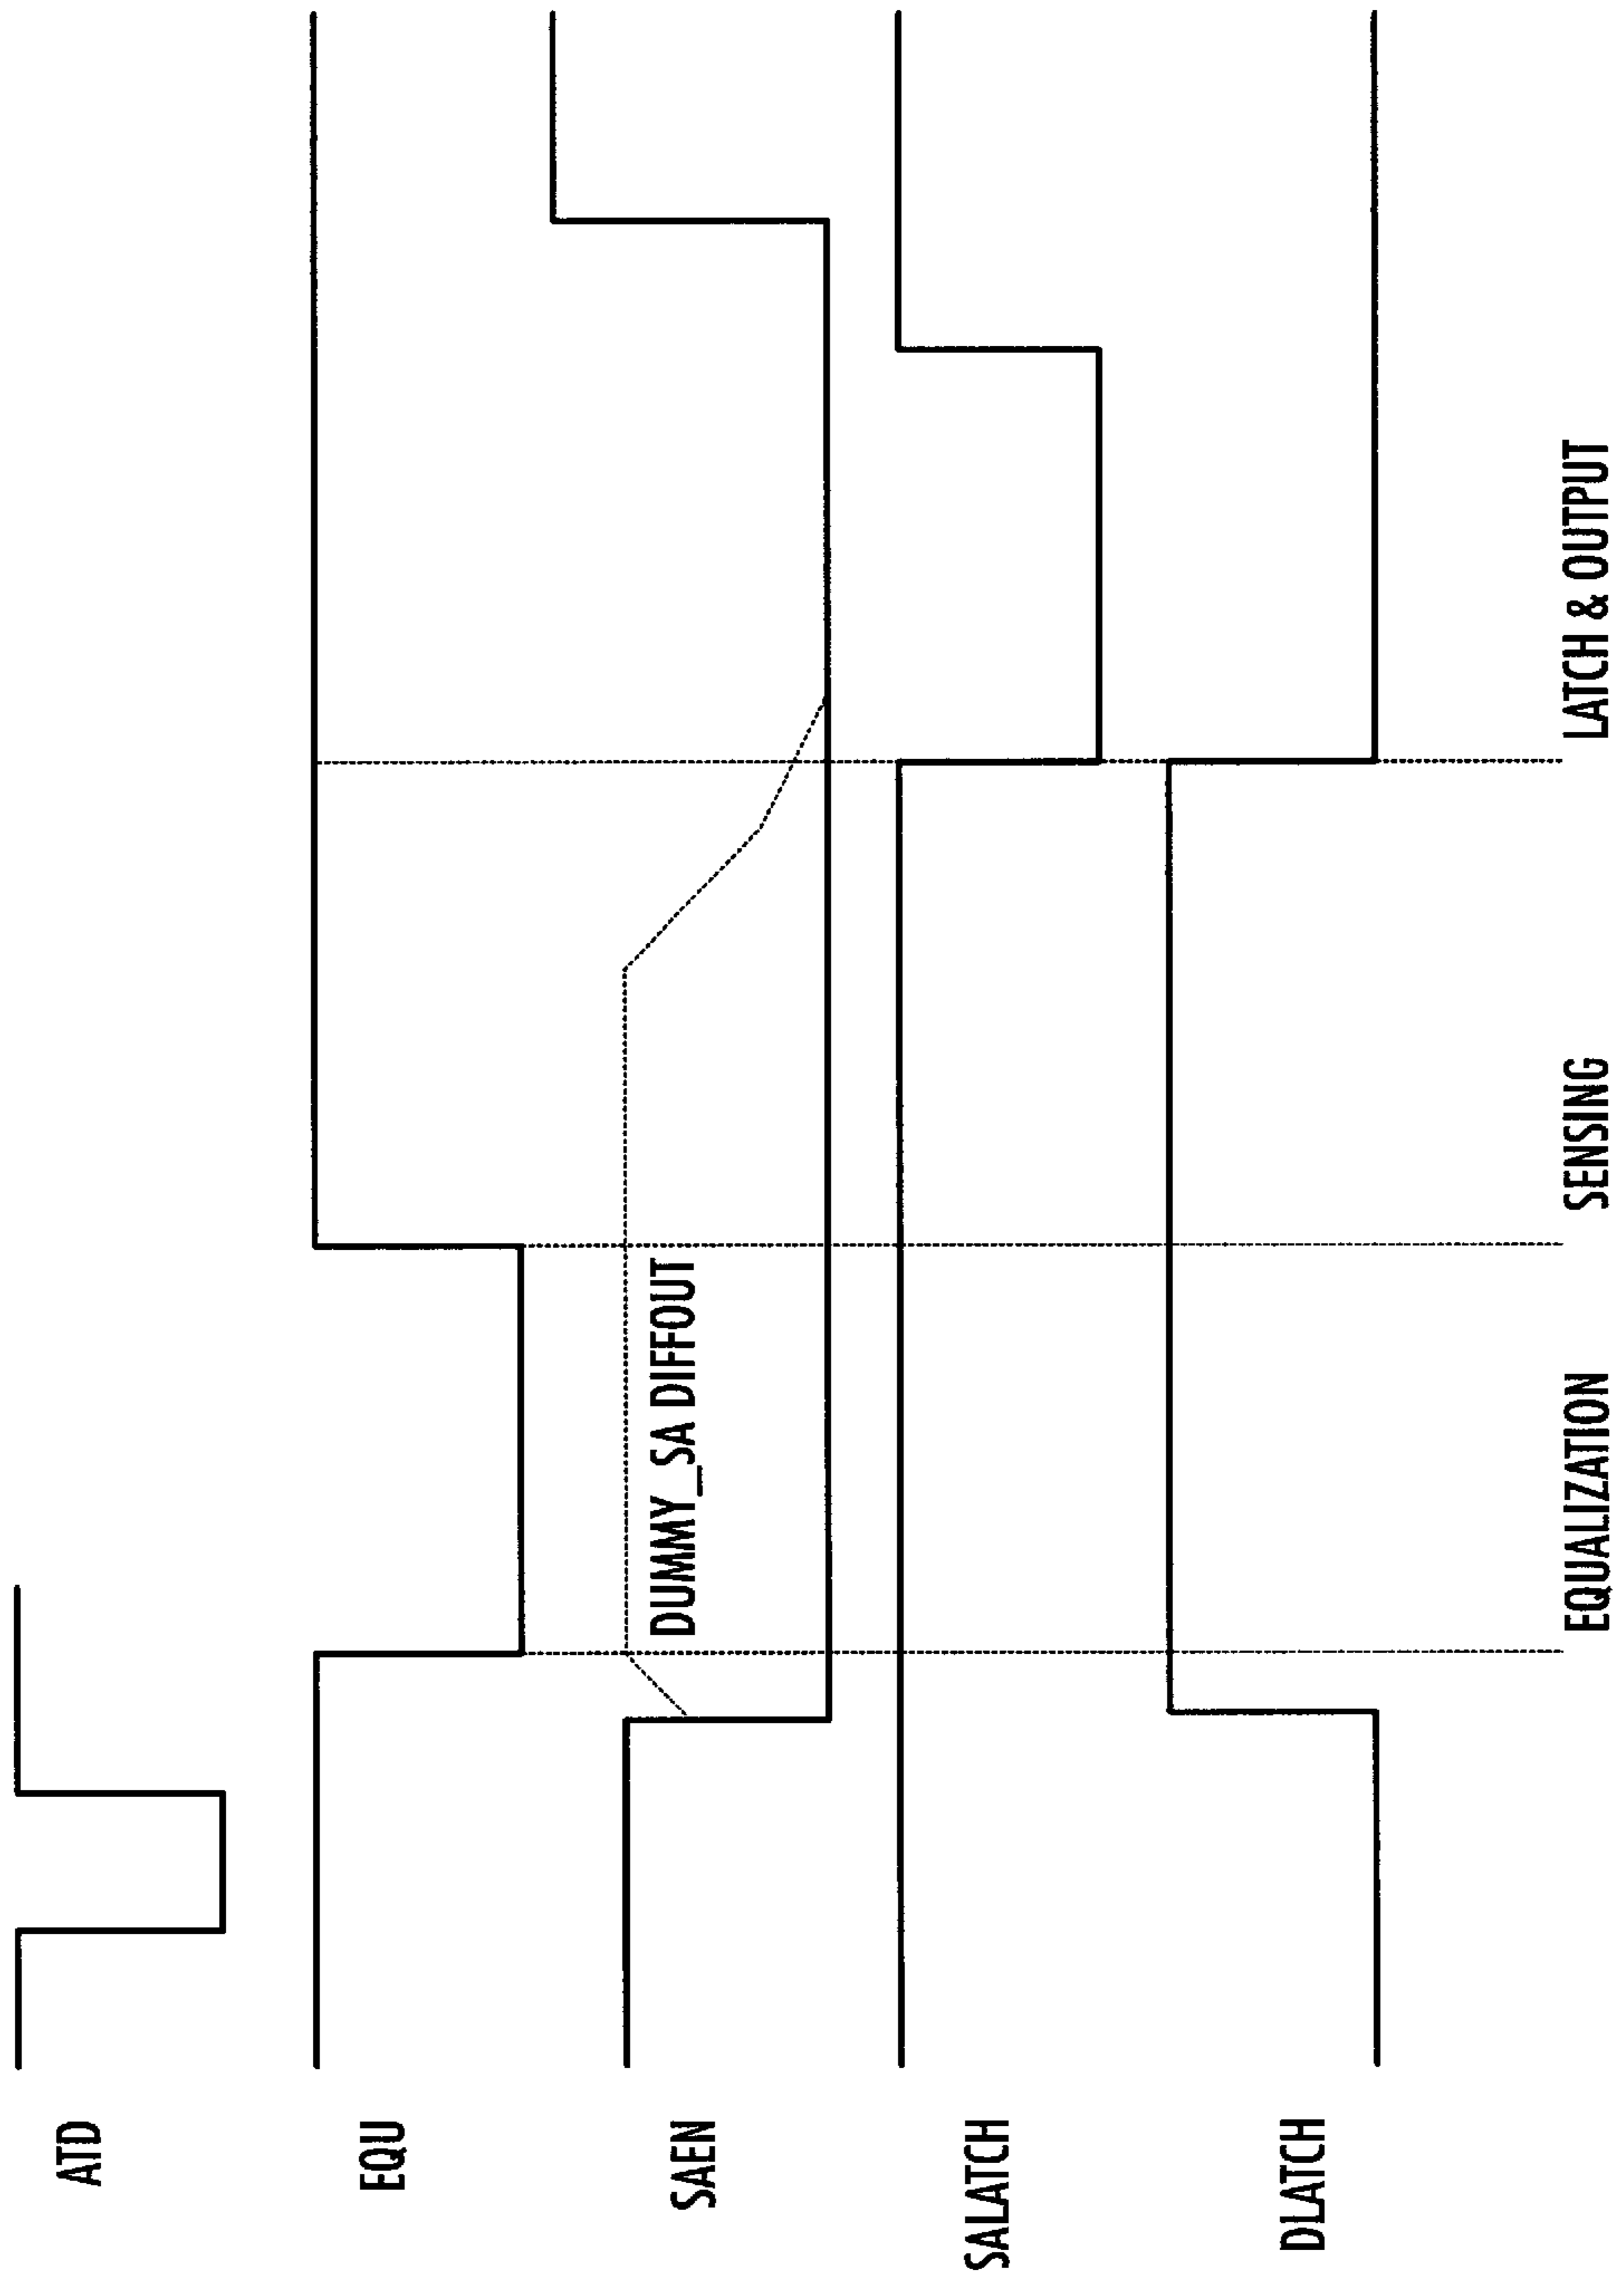 ATD
EQU
DUMMY_SA DIFFOUT
SAEN
SALATCH
DLATCH
EQUALIZATION
SENSING
LATCH & OUTPUT